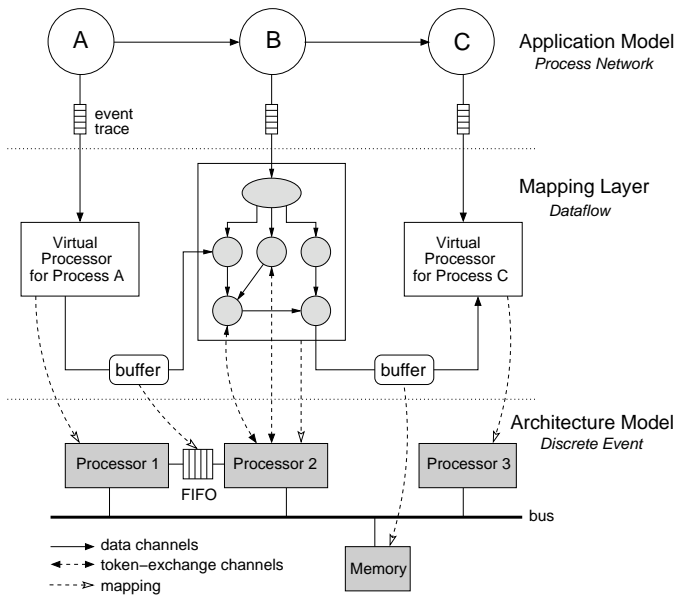 A
B
C
Application Model
Process Network
event
trace
Mapping Layer
Dataflow
Virtual
Processor
for Process A
Virtual
Processor
for Process C
buffer
buffer
Architecture Model
Discrete Event
Processor 1
Processor 2
Processor 3
FIFO
bus
data channels
token−exchange channels
mapping
Memory